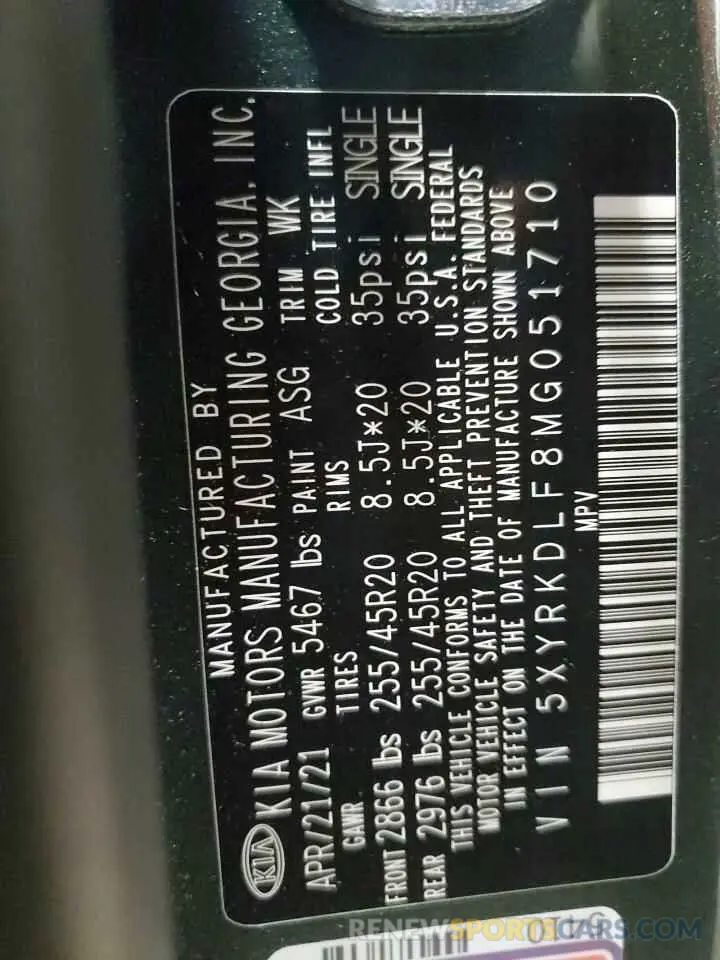 MANUFACTURED BY
KIA KIA MOTORS MANUFACTURING GEORGIA, INC.
APR/21/21 GVWR 5467 lbs PAINT ASG TRIM WK
GAWR TIRES RIMS COLD TIRE INFL
FRONT 2866 lbs 255/45R20 8.5J*20 35psi SINGLE
REAR 2976 lbs 255/45R20 8.5J*20 35psi SINGLE
THIS VEHICLE CONFORMS TO ALL APPLICABLE U.S.A. FEDERAL
MOTOR VEHICLE SAFETY AND THEFT PREVENTION STANDARDS
IN EFFECT ON THE DATE OF MANUFACTURE SHOWN ABOVE
VIN 5XYRKDLF8MG051710
MPV
RENEWSPORTSCARS.COM